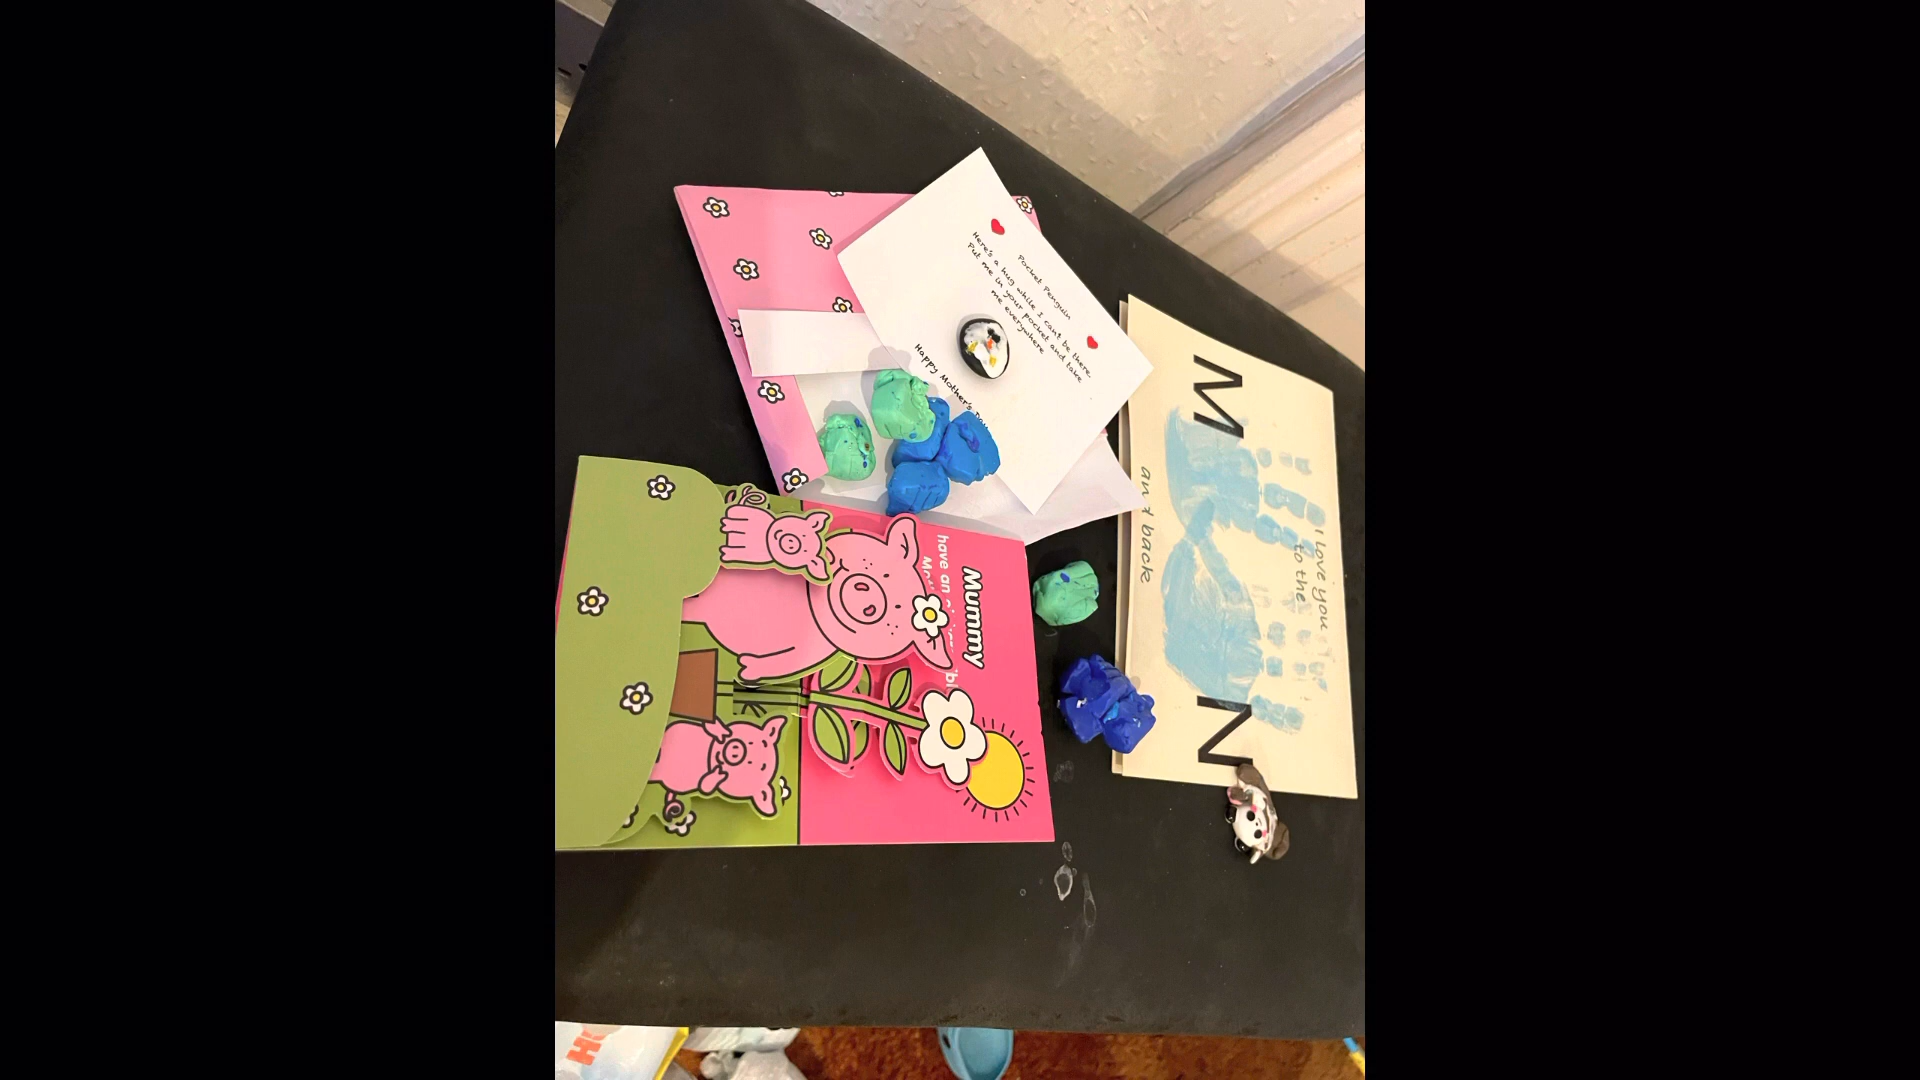 Pocket Penguin
Here's a hug while I can't be there.
Put me in your pocket and take
me everywhere
Happy Mother's Day
I love you
to the
M N
and back
Mummy
have an
H